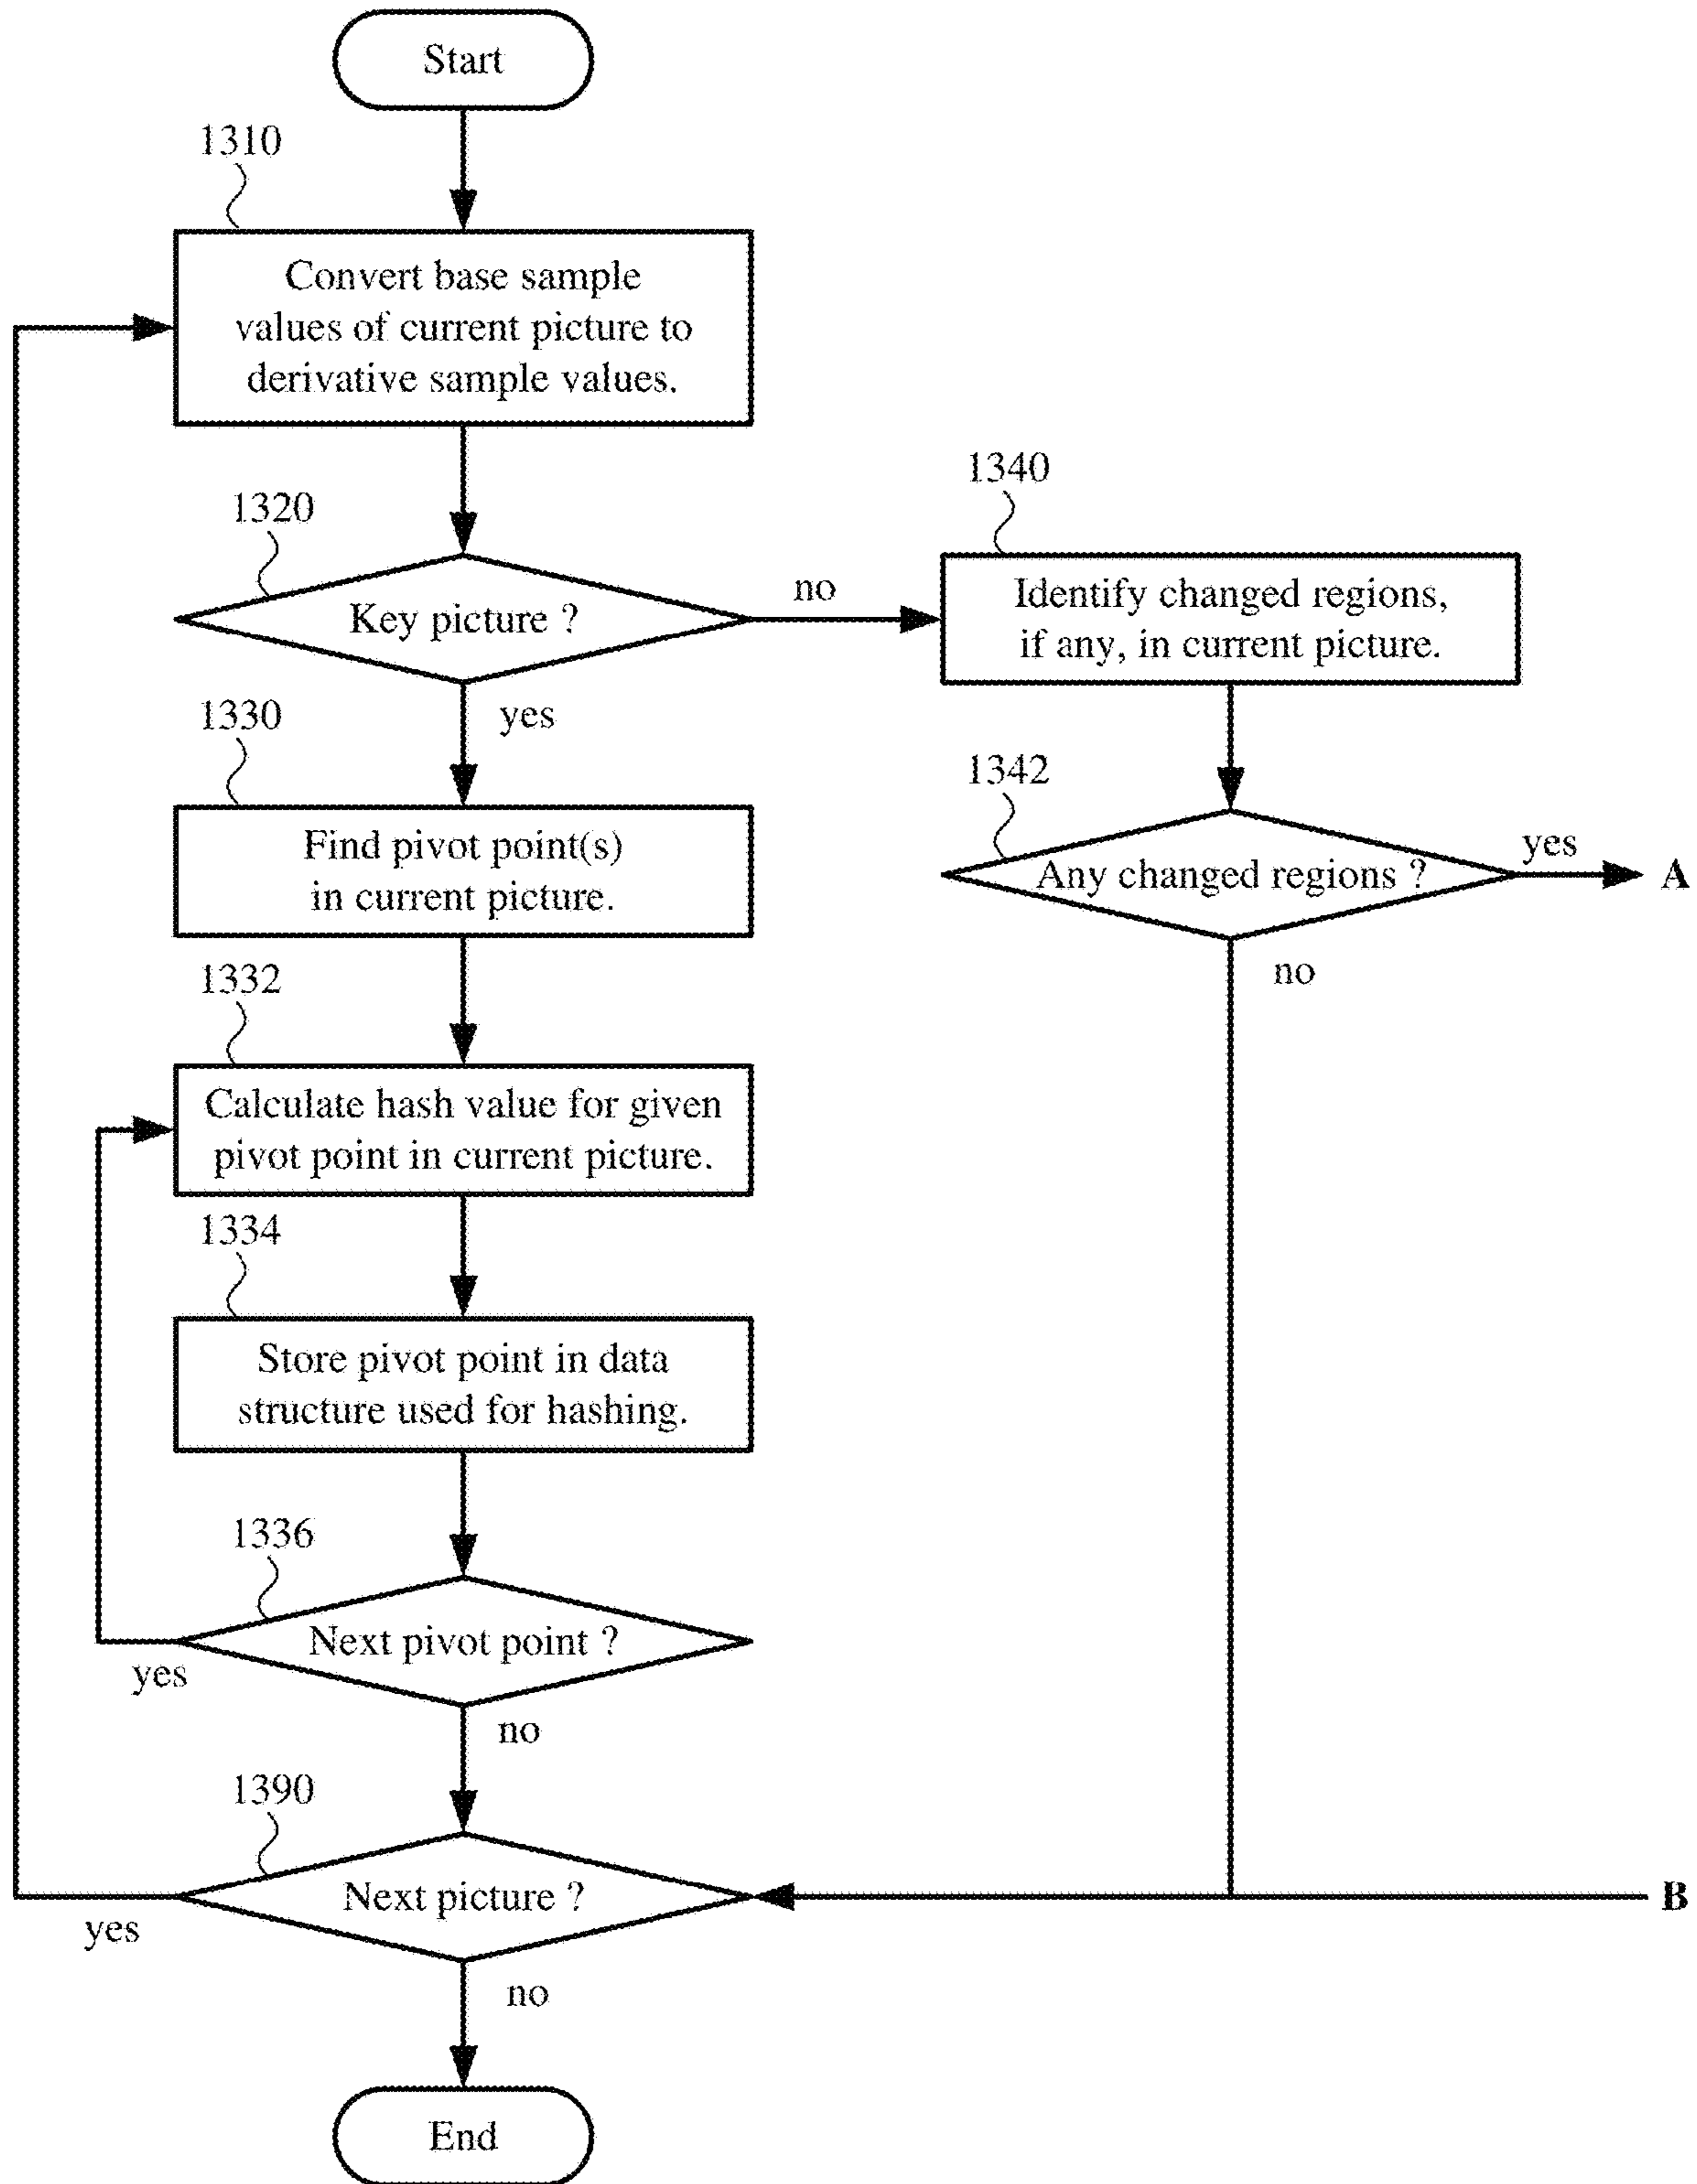 Start
1310
Convert base sample
values of current picture to
derivative sample values.
1320
Key picture ?
no
yes
1340
Identify changed regions,
if any, in current picture.
1342
Any changed regions ?
yes
A
no
1330
Find pivot point(s)
in current picture.
1332
Calculate hash value for given
pivot point in current picture.
1334
Store pivot point in data
structure used for hashing.
1336
Next pivot point ?
yes
no
1390
Next picture ?
B
yes
no
End